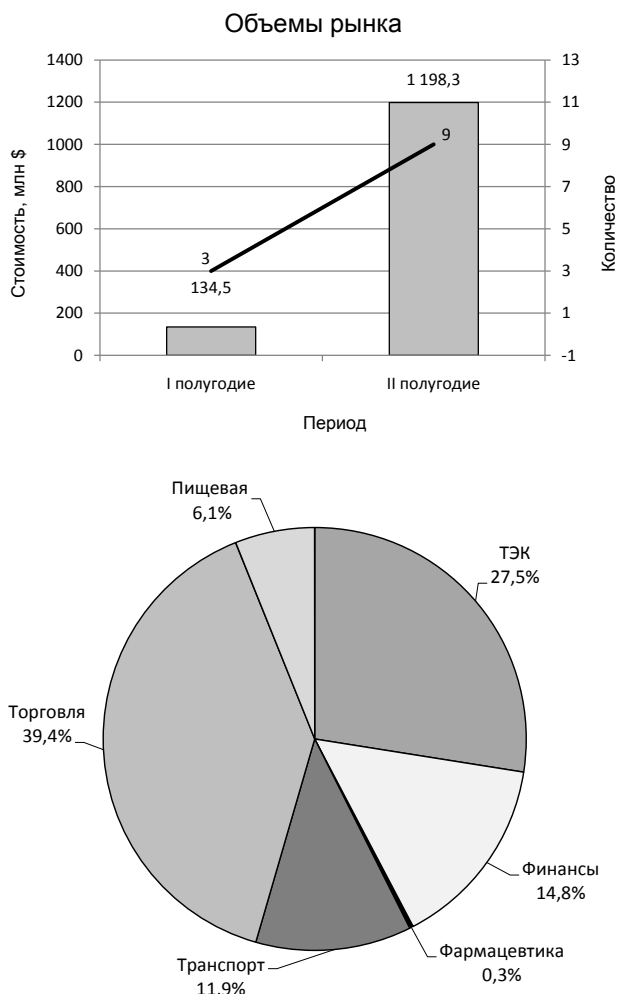 Объемы рынка
Стоимость, млн $
1400
1200
1000
800
600
400
200
0
13
11
9
7
5
3
1
-1
Количество
1 198,3
9
3
134,5
I полугодие
II полугодие
Период
Пищевая
6,1%
ТЭК
27,5%
Торговля
39,4%
Финансы
14,8%
Фармацевтика
0,3%
Транспорт
11,9%